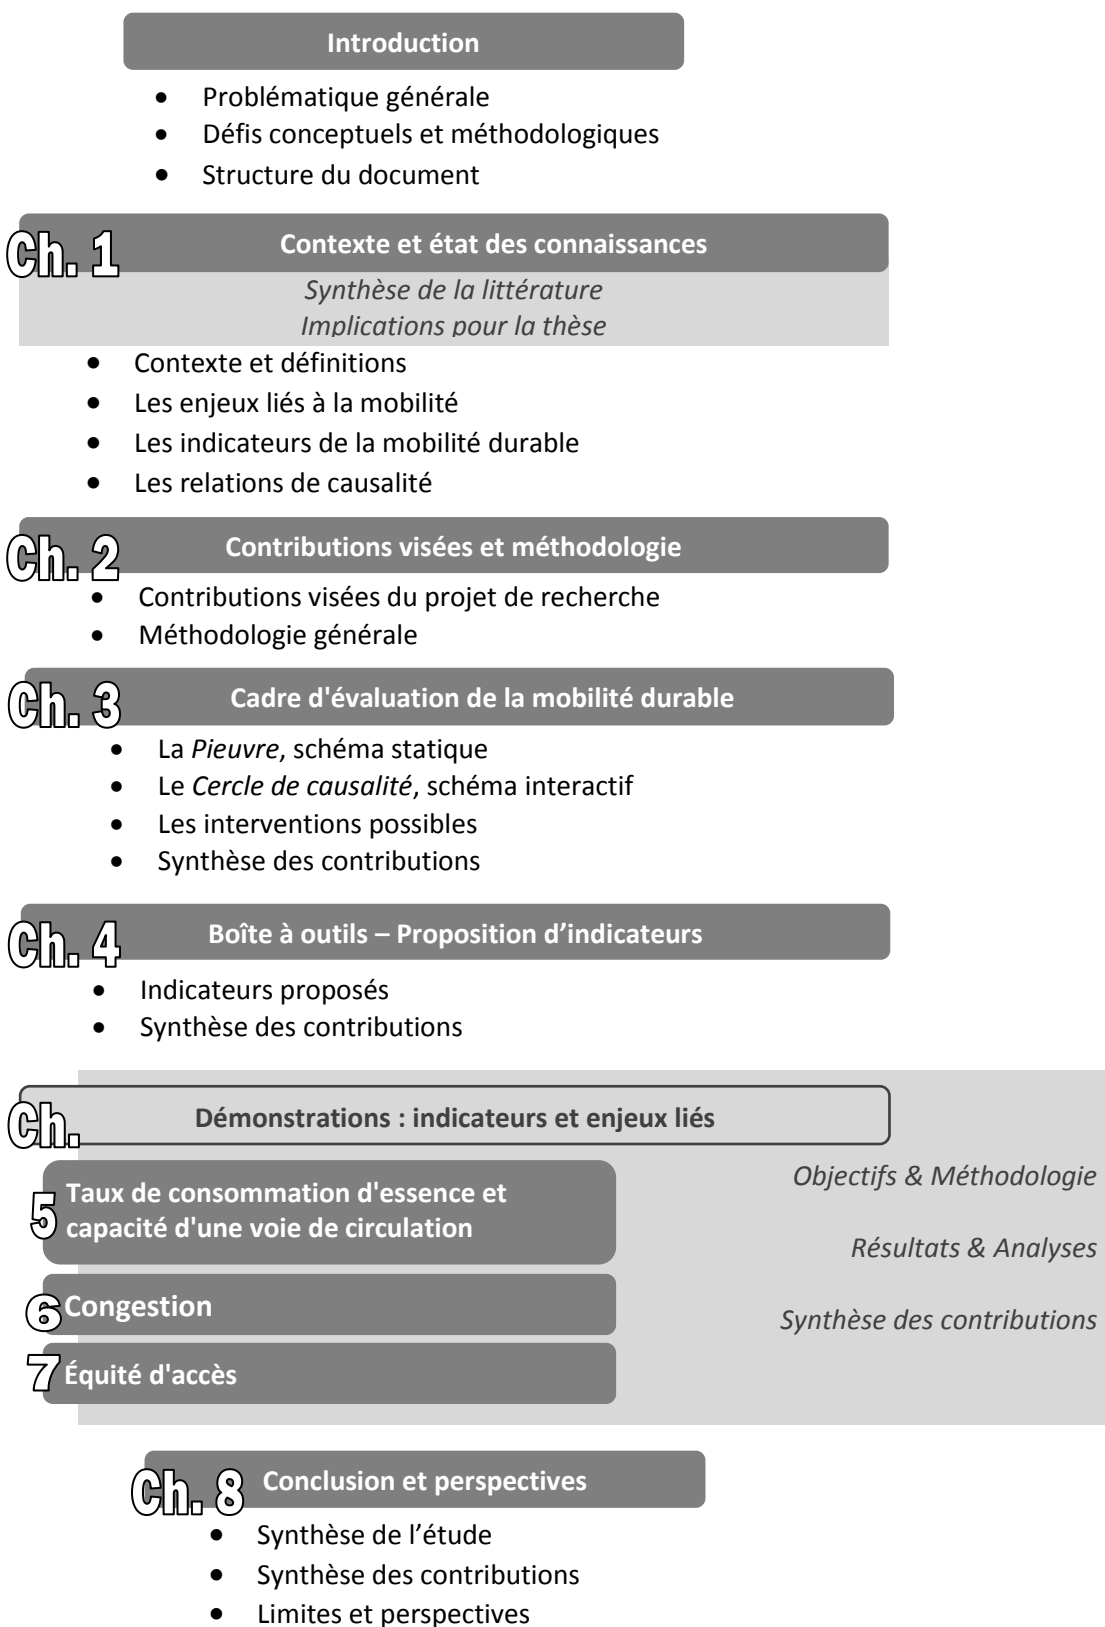 Introduction
• Problématique générale
• Défis conceptuels et méthodologiques
• Structure du document
Ch. 1 Contexte et état des connaissances
Synthèse de la littérature
Implications pour la thèse
• Contexte et définitions
• Les enjeux liés à la mobilité
• Les indicateurs de la mobilité durable
• Les relations de causalité
Ch. 2 Contributions visées et méthodologie
• Contributions visées du projet de recherche
• Méthodologie générale
Ch. 3 Cadre d'évaluation de la mobilité durable
• La Pieuvre, schéma statique
• Le Cercle de causalité, schéma interactif
• Les interventions possibles
• Synthèse des contributions
Ch. 4 Boîte à outils – Proposition d’indicateurs
• Indicateurs proposés
• Synthèse des contributions
Ch. Démonstrations : indicateurs et enjeux liés
5 Taux de consommation d'essence et
capacité d'une voie de circulation
6 Congestion
7 Équité d'accès
Objectifs & Méthodologie
Résultats & Analyses
Synthèse des contributions
Ch. 8 Conclusion et perspectives
• Synthèse de l’étude
• Synthèse des contributions
• Limites et perspectives